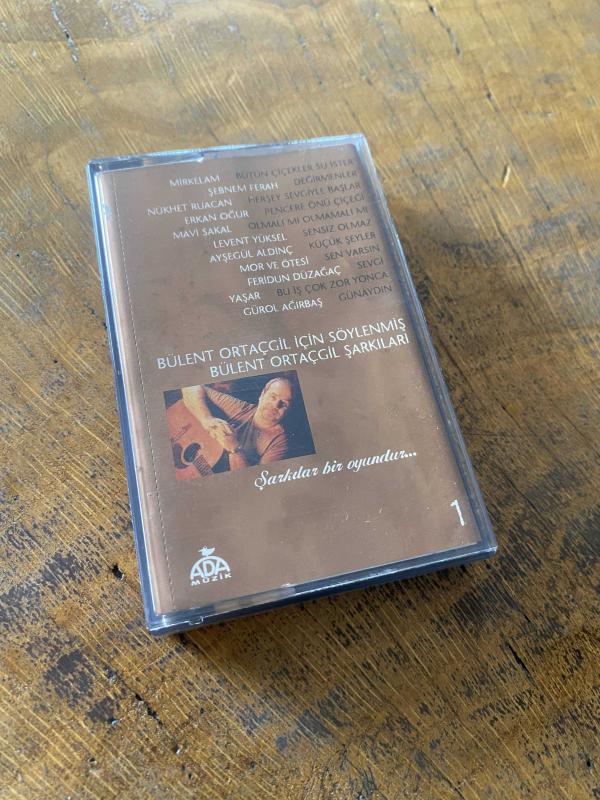 MİRKELAM BÜTÜN ÇİÇEKLER SU İSTER
ŞEBNEM FERAH DEĞİRMENLER
NÜKHET RUACAN HERŞEY SEVGİYLE BAŞLAR
ERKAN OĞUR PENCERE ÖNÜ ÇİÇEĞİ
MAVİ SAKAL OLMALI MI OLMAMALI MI
LEVENT YÜKSEL SENSİZ OLMAZ
AYŞEGÜL ALDİNÇ KÜÇÜK ŞEYLER
MOR VE ÖTESİ SEN VARSIN
FERİDUN DÜZAĞAÇ SEVGİ
YAŞAR BU İŞ ÇOK ZOR YONCA
GÜROL AĞIRBAŞ GÜNAYDIN
BÜLENT ORTAÇGİL İÇİN SÖYLENMİŞ
BÜLENT ORTAÇGİL ŞARKILARI
Şarkılar bir oyundur...
1
ADA
MÜZİK